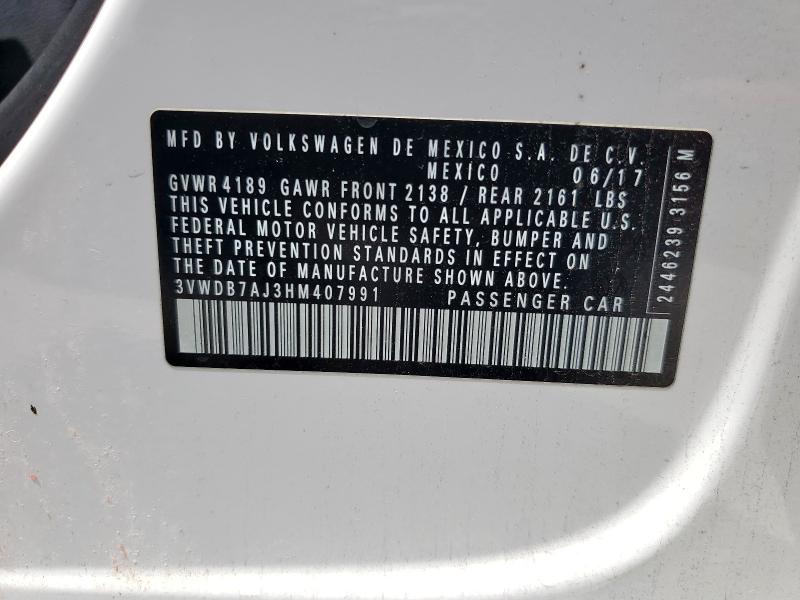 MFD BY VOLKSWAGEN DE MEXICO S.A. DE C.V.
MEXICO 06/17
GVWR 4189 GAWR FRONT 2138 / REAR 2161 LBS
THIS VEHICLE CONFORMS TO ALL APPLICABLE U.S.
FEDERAL MOTOR VEHICLE SAFETY, BUMPER AND
THEFT PREVENTION STANDARDS IN EFFECT ON
THE DATE OF MANUFACTURE SHOWN ABOVE.
3VWDB7AJ3HM407991 PASSENGER CAR
2446239 3156 M